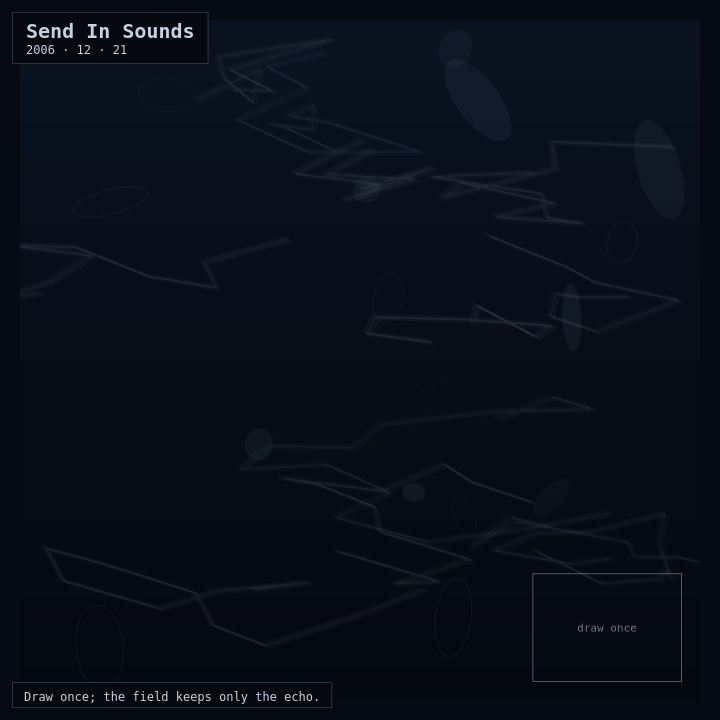 Send In Sounds
2006 · 12 · 21
draw once
Draw once; the field keeps only the echo.